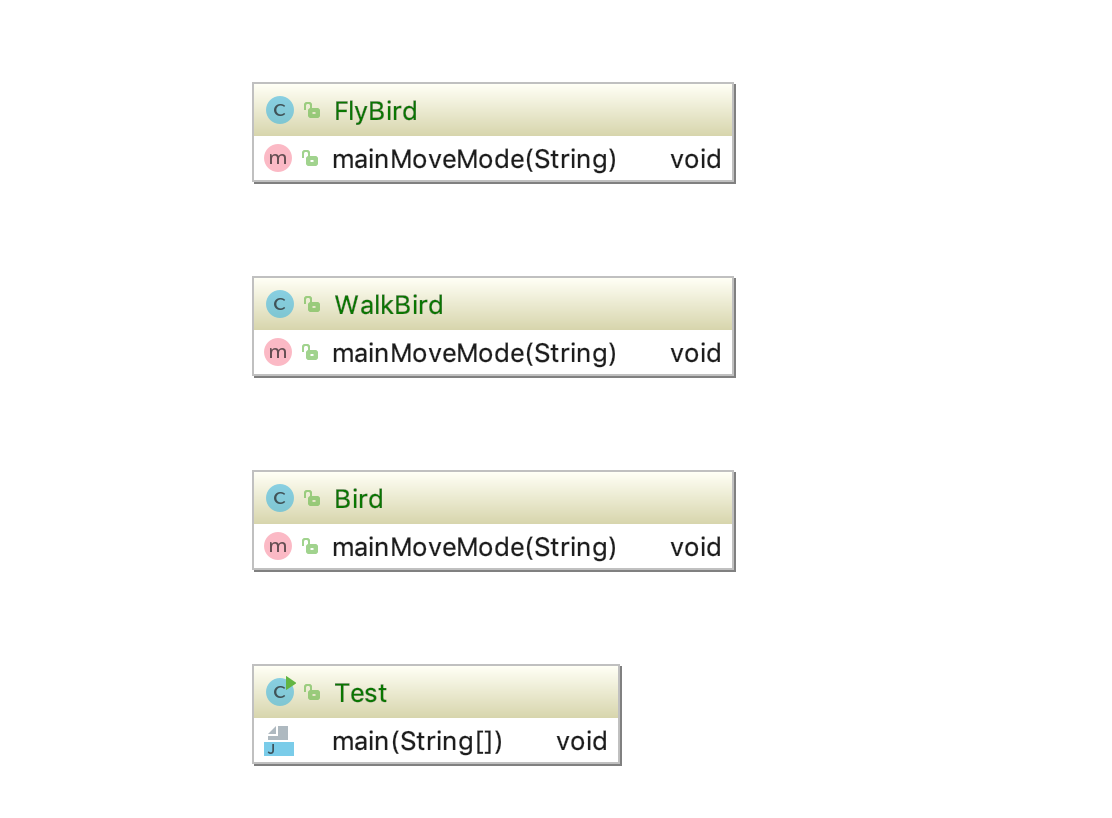 C FlyBird
m mainMoveMode(String) void
C WalkBird
m mainMoveMode(String) void
C Bird
m mainMoveMode(String) void
C Test
J main(String[]) void